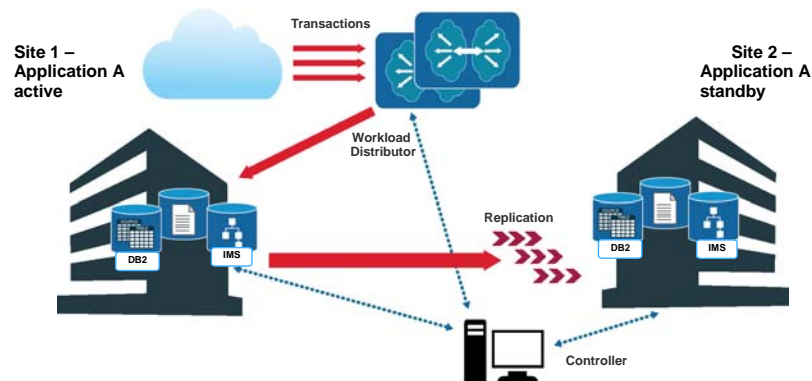 Transactions
Site 1 –
Application A
active
Site 2 –
Application A
standby
Workload
Distributor
Replication
DB2
IMS
DB2
IMS
Controller